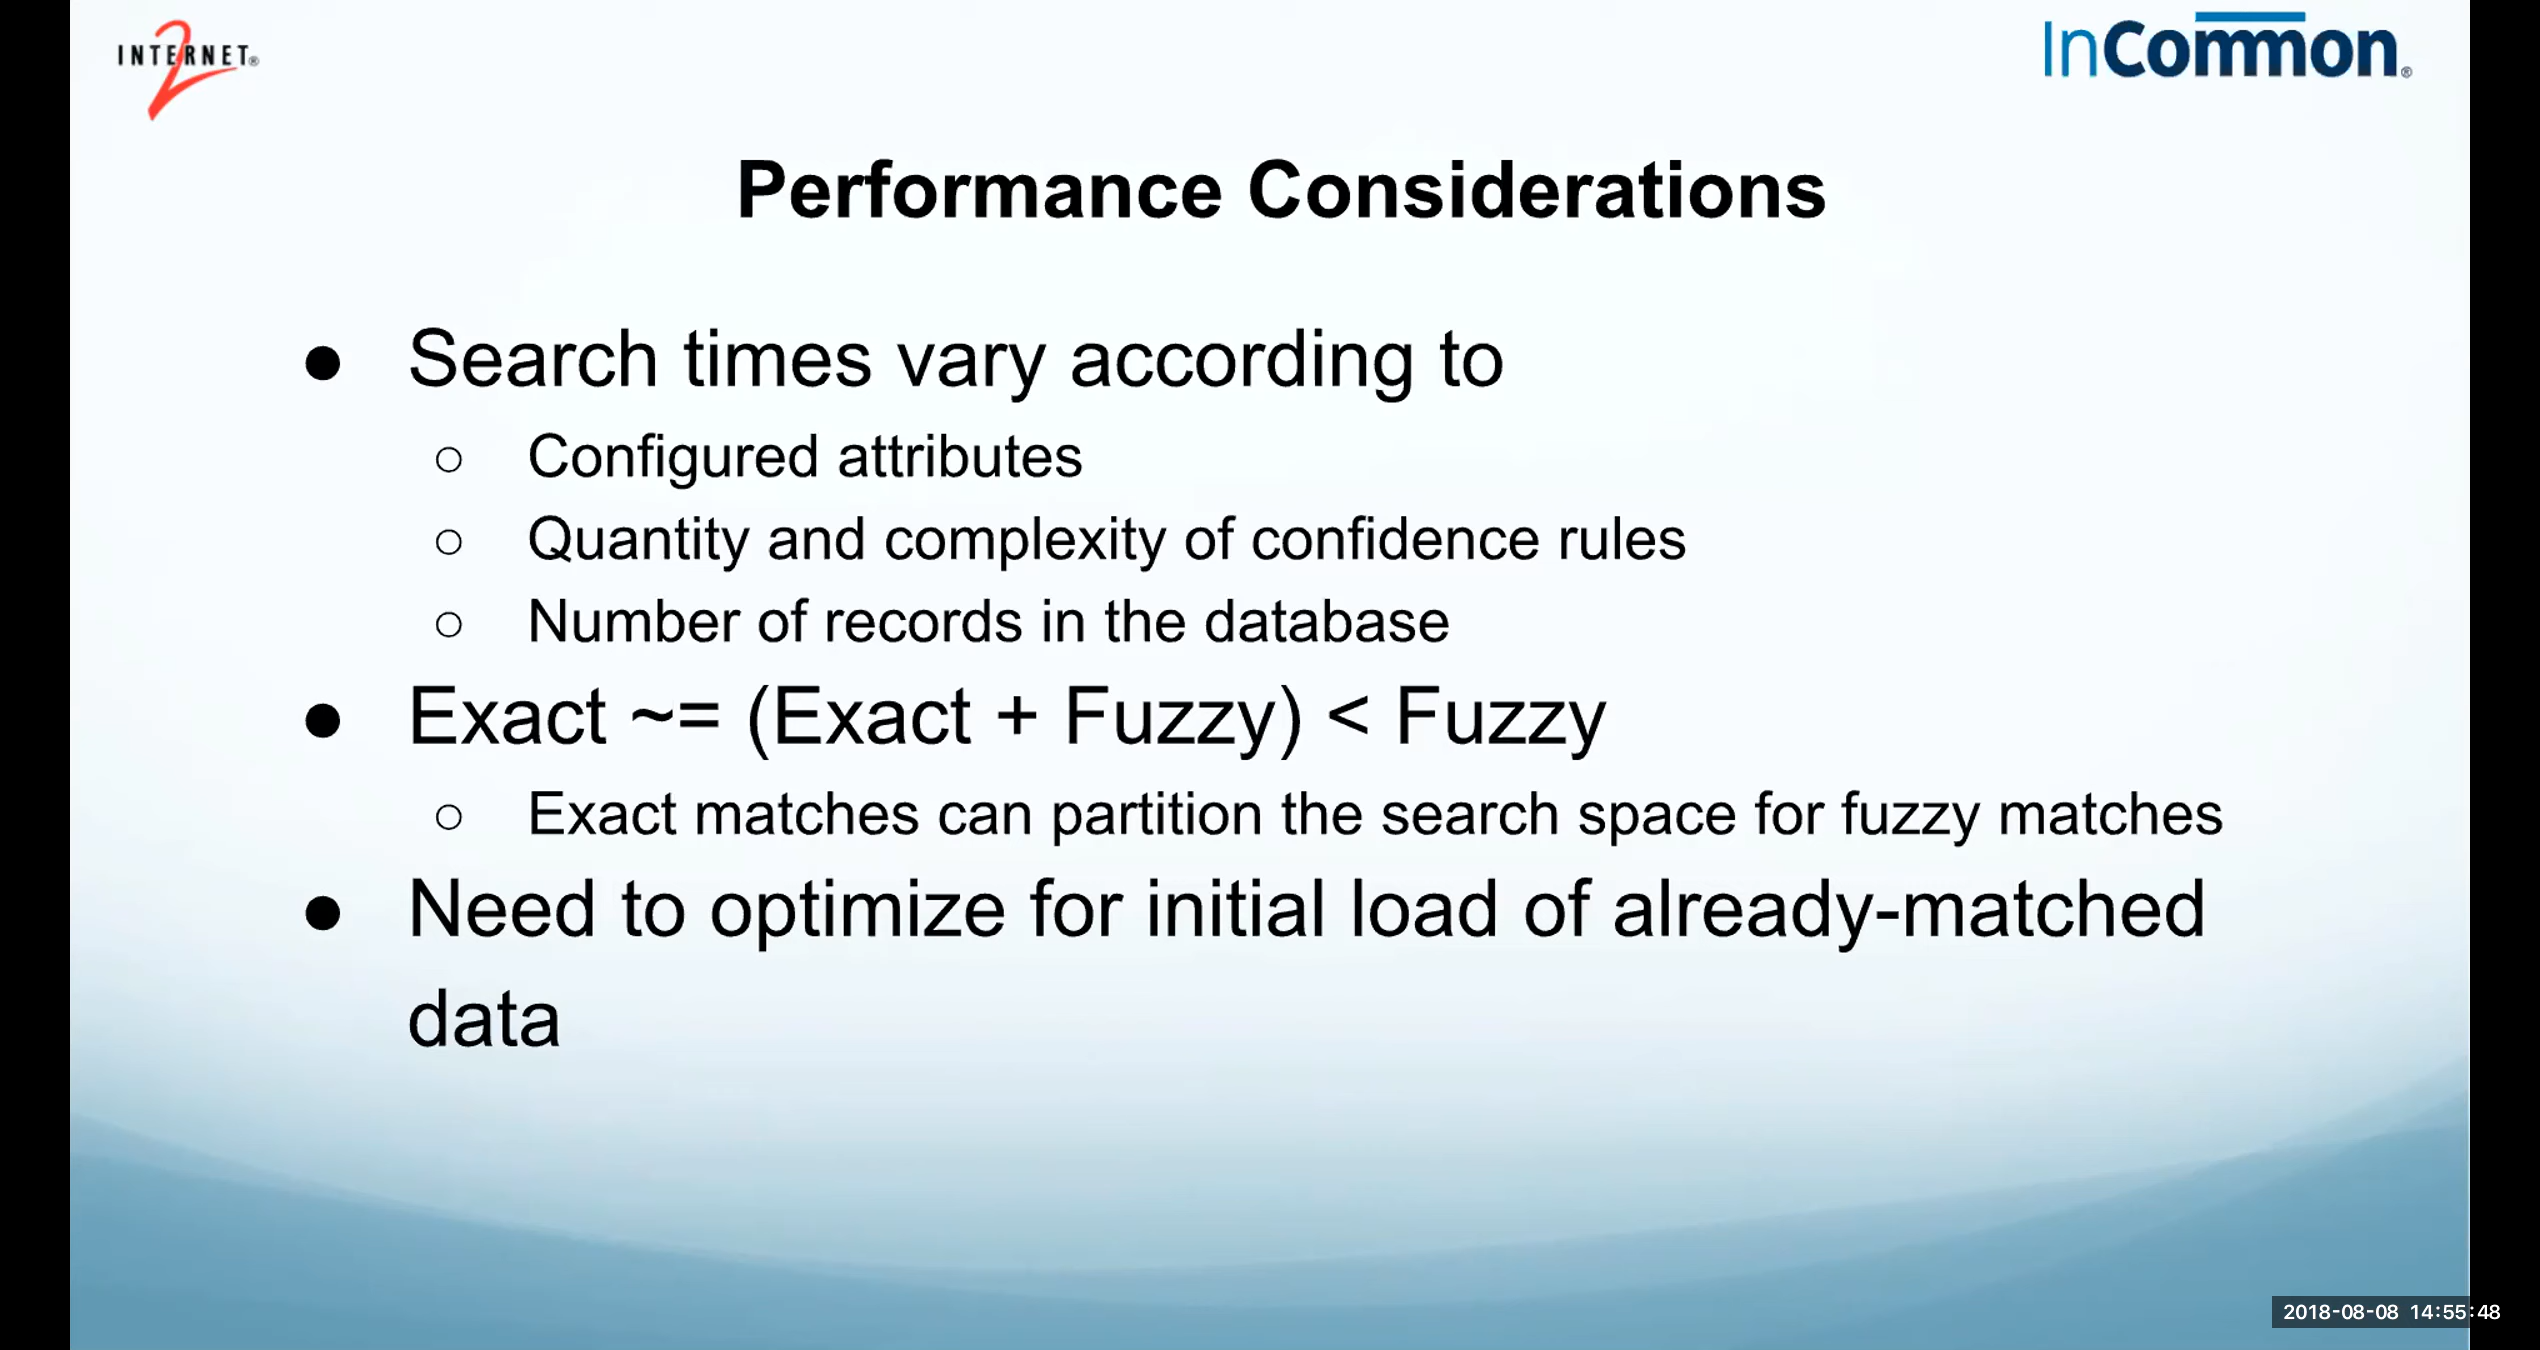 INTERNET®
2
InCommon®
Performance Considerations
● Search times vary according to
○ Configured attributes
○ Quantity and complexity of confidence rules
○ Number of records in the database
● Exact ~= (Exact + Fuzzy) < Fuzzy
○ Exact matches can partition the search space for fuzzy matches
● Need to optimize for initial load of already-matched
data
2018-08-08 14:55:48